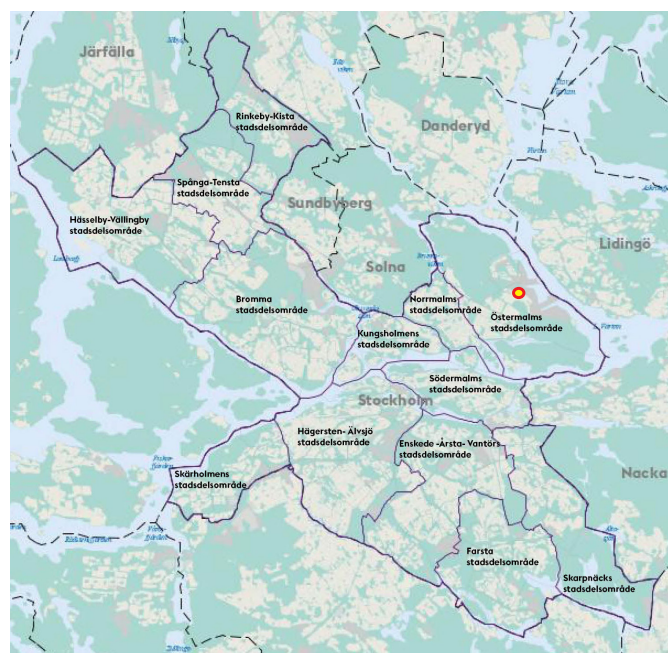 Järfälla
Rinkeby-Kista
stadsdelsområde
Danderyd
Spånga-Tensta
stadsdelsområde
Sundbyberg
Hässelby-Vällingby
stadsdelsområde
Lidingö
Solna
Bromma
stadsdelsområde
Norrmalms
stadsdelsområde
Östermalms
stadsdelsområde
Kungsholmens
stadsdelsområde
Södermalms
stadsdelsområde
Stockholm
Hägersten- Älvsjö
stadsdelsområde
Enskede -Årsta- Vantörs
stadsdelsområde
Skärholmens
stadsdelsområde
Nacka
Farsta
stadsdelsområde
Skarpnäcks
stadsdelsområde